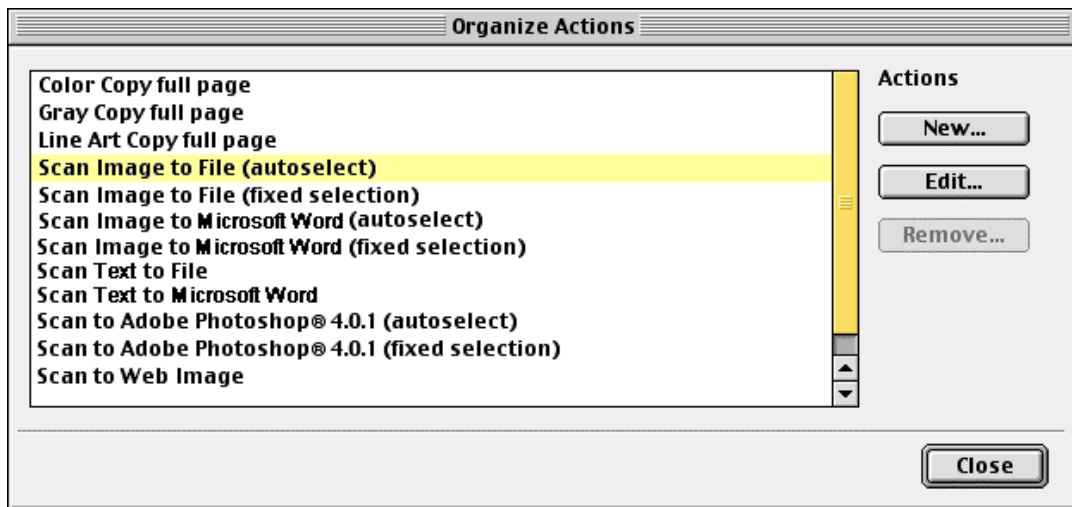 Organize Actions
Color Copy full page
Gray Copy full page
Line Art Copy full page
Scan Image to File (autoselect)
Scan Image to File (fixed selection)
Scan Image to Microsoft Word (autoselect)
Scan Image to Microsoft Word (fixed selection)
Scan Text to File
Scan Text to Microsoft Word
Scan to Adobe Photoshop® 4.0.1 (autoselect)
Scan to Adobe Photoshop® 4.0.1 (fixed selection)
Scan to Web Image
Actions
New...
Edit...
Remove...
Close